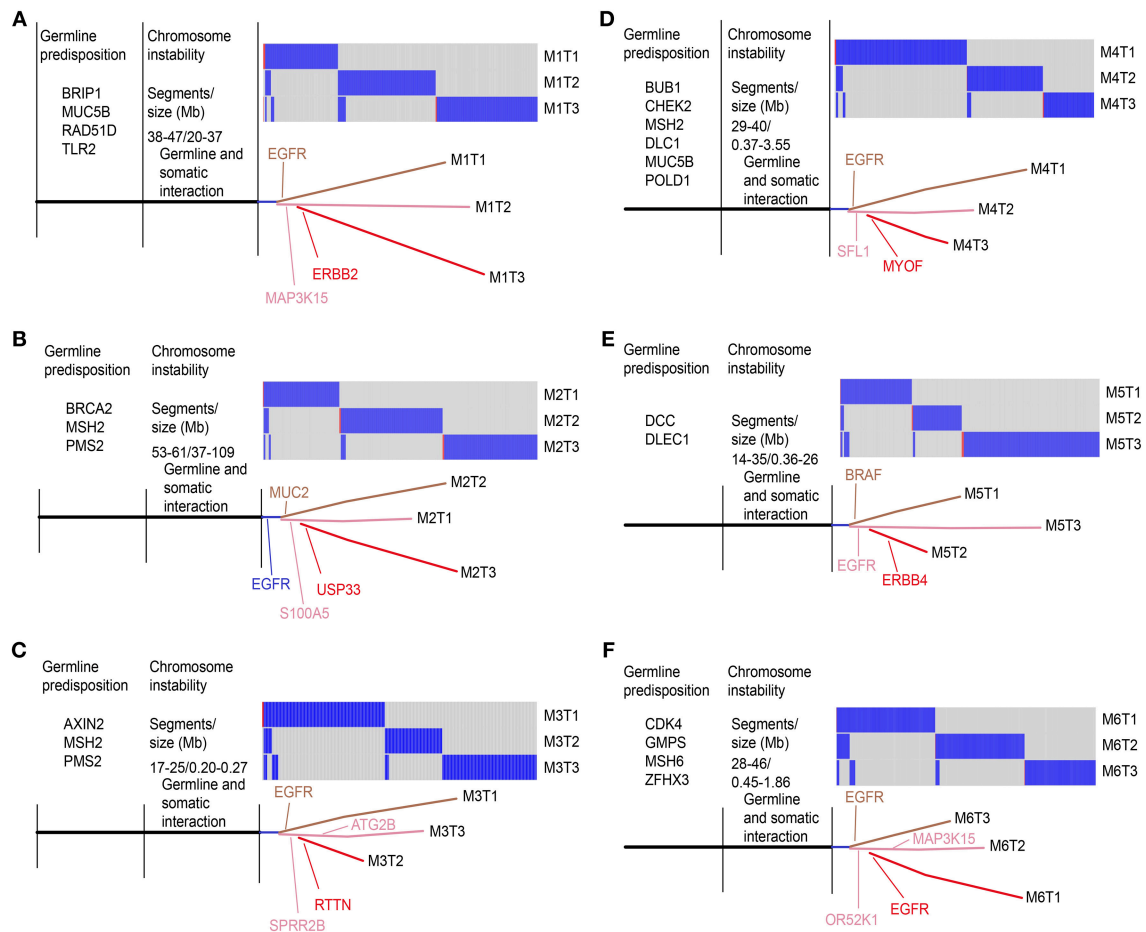 A
Germline
predisposition
BRIP1
MUC5B
RAD51D
TLR2
Chromosome
instability
Segments/
size (Mb)
38-47/20-37
Germline and
somatic
interaction
M1T1
M1T2
M1T3
EGFR
M1T1
M1T2
M1T3
ERBB2
MAP3K15
B
Germline
predisposition
BRCA2
MSH2
PMS2
Chromosome
instability
Segments/
size (Mb)
53-61/37-109
Germline and
somatic
interaction
M2T1
M2T2
M2T3
MUC2
M2T2
M2T1
M2T3
EGFR
USP33
S100A5
C
Germline
predisposition
AXIN2
MSH2
PMS2
Chromosome
instability
Segments/
size (Mb)
17-25/0.20-0.27
Germline and
somatic
interaction
M3T1
M3T2
M3T3
EGFR
M3T1
ATG2B
M3T3
M3T2
RTTN
SPRR2B
D
Germline
predisposition
BUB1
CHEK2
MSH2
DLC1
MUC5B
POLD1
Chromosome
instability
Segments/
size (Mb)
29-40/
0.37-3.55
Germline
and somatic
interaction
M4T1
M4T2
M4T3
EGFR
M4T1
M4T2
M4T3
SFL1
MYOF
E
Germline
predisposition
DCC
DLEC1
Chromosome
instability
Segments/
size (Mb)
14-35/0.36-26
Germline
and somatic
interaction
M5T1
M5T2
M5T3
BRAF
M5T1
M5T3
M5T2
EGFR
ERBB4
F
Germline
predisposition
CDK4
GMPS
MSH6
ZFHX3
Chromosome
instability
Segments/
size (Mb)
28-46/
0.45-1.86
Germline
and somatic
interaction
M6T1
M6T2
M6T3
EGFR
M6T3
MAP3K15
M6T2
M6T1
EGFR
OR52K1